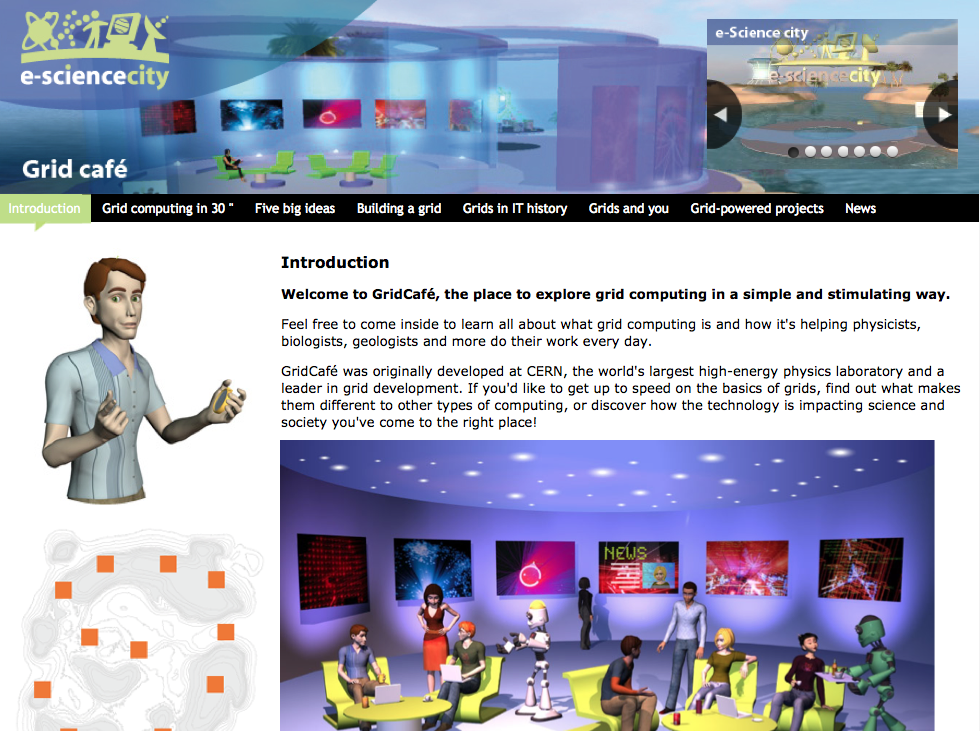 e-sciencecity
e-Science city
e-sciencecity
Grid café
Introduction
Grid computing in 30 "
Five big ideas
Building a grid
Grids in IT history
Grids and you
Grid-powered projects
News
Introduction
Welcome to GridCafé, the place to explore grid computing in a simple and stimulating way.
Feel free to come inside to learn all about what grid computing is and how it's helping physicists,
biologists, geologists and more do their work every day.
GridCafé was originally developed at CERN, the world's largest high-energy physics laboratory and a
leader in grid development. If you'd like to get up to speed on the basics of grids, find out what makes
them different to other types of computing, or discover how the technology is impacting science and
society you've come to the right place!
NEWS